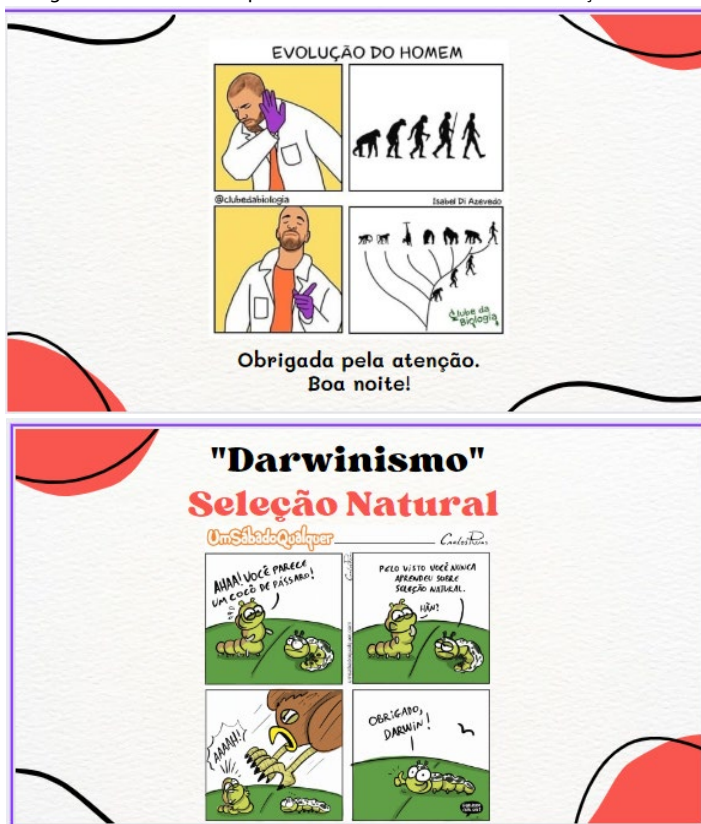 EVOLUÇÃO DO HOMEM
@clubedabiologia
Isabel Di Azevedo
Clube da
Biologia
Obrigada pela atenção.
Boa noite!
"Darwinismo"
Seleção Natural
UmSábadoQualquer
AHAA! VOCÊ PARECE
UM COCÔ DE PÁSSARO!
PELO VISTO VOCÊ NUNCA
APRENDEU SOBRE
SELEÇÃO NATURAL.
HÃN?
AAAAH!
OBRIGADO,
DARWIN!